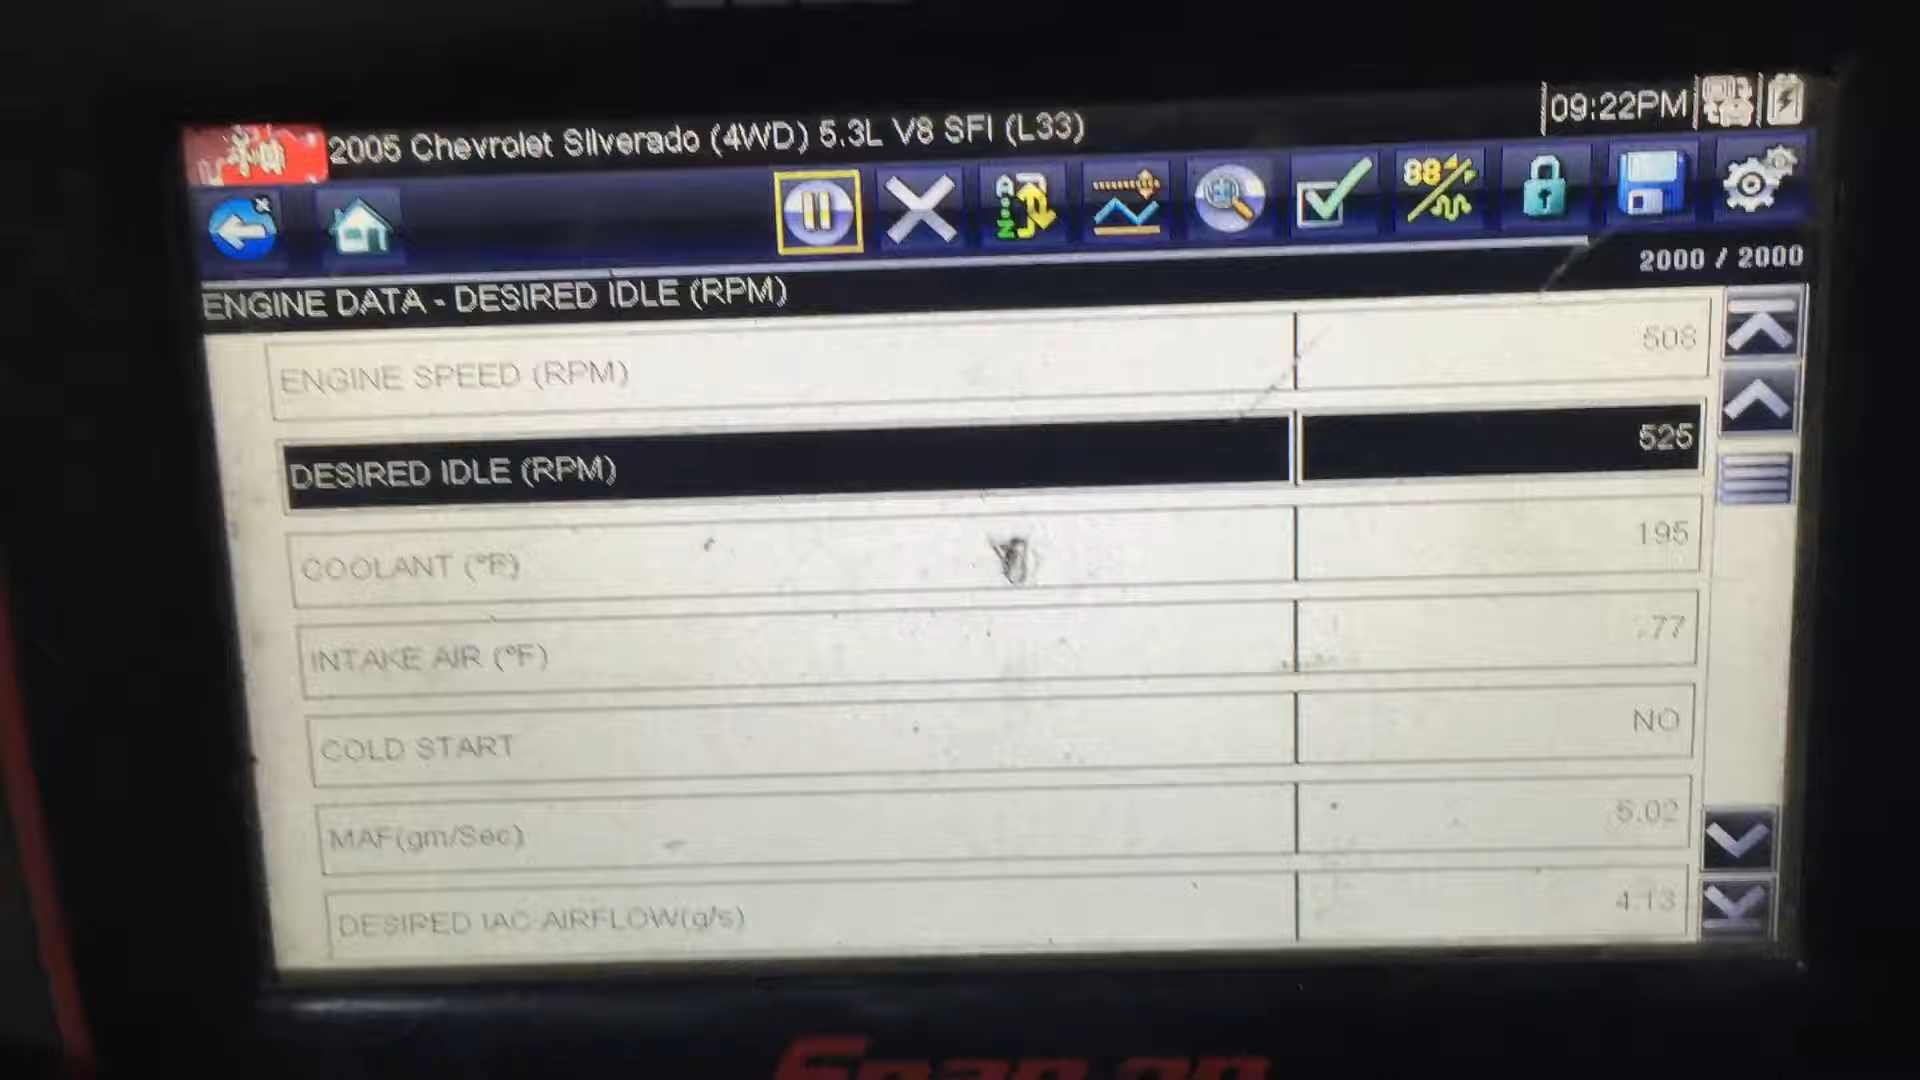 2005 Chevrolet Silverado (4WD) 5.3L V8 SFI (L33)
09:22PM
2000 / 2000
ENGINE DATA - DESIRED IDLE (RPM)
ENGINE SPEED (RPM) 508
DESIRED IDLE (RPM) 525
COOLANT (°F) 195
INTAKE AIR (°F) 77
COLD START NO
MAF(gm/Sec) 5.02
DESIRED IAC AIRFLOW(g/s) 4.13
Snap-on